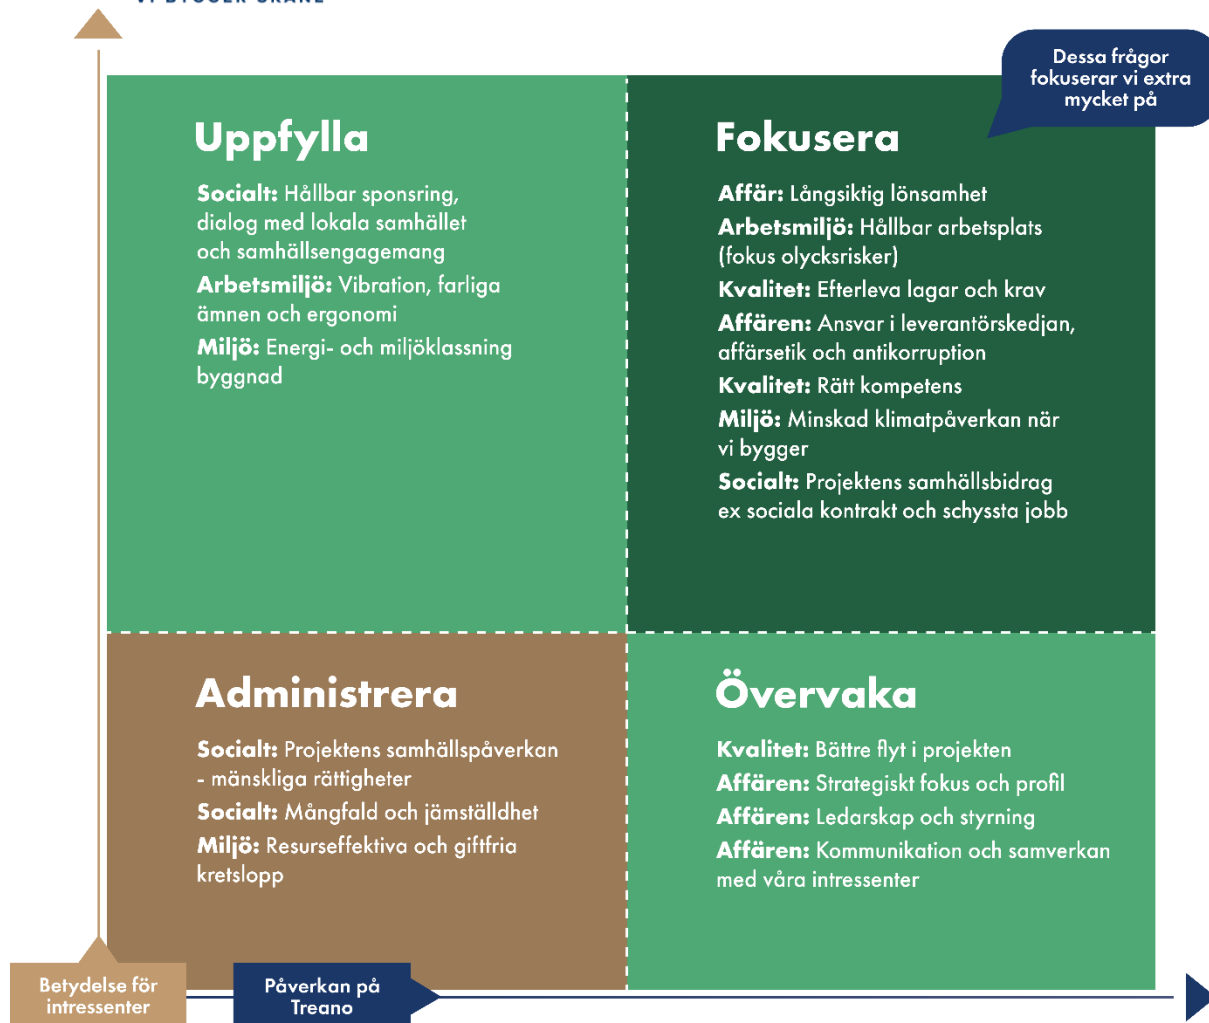 VI BYGGER SKÅNE
Dessa frågor
fokuserar vi extra
mycket på
Uppfylla
Socialt: Hållbar sponsring,
dialog med lokala samhället
och samhällsengagemang
Arbetsmiljö: Vibration, farliga
ämnen och ergonomi
Miljö: Energi- och miljöklassning
byggnad
Fokusera
Affär: Långsiktig lönsamhet
Arbetsmiljö: Hållbar arbetsplats
(fokus olycksrisker)
Kvalitet: Efterleva lagar och krav
Affären: Ansvar i leverantörskedjan,
affärsetik och antikorruption
Kvalitet: Rätt kompetens
Miljö: Minskad klimatpåverkan när
vi bygger
Socialt: Projektens samhällsbidrag
ex sociala kontrakt och schyssta jobb
Administrera
Socialt: Projektens samhällspåverkan
- mänskliga rättigheter
Socialt: Mångfald och jämställdhet
Miljö: Resurseffektiva och giftfria
kretslopp
Övervaka
Kvalitet: Bättre flyt i projekten
Affären: Strategiskt fokus och profil
Affären: Ledarskap och styrning
Affären: Kommunikation och samverkan
med våra intressenter
Betydelse för
intressenter
Påverkan på
Treano